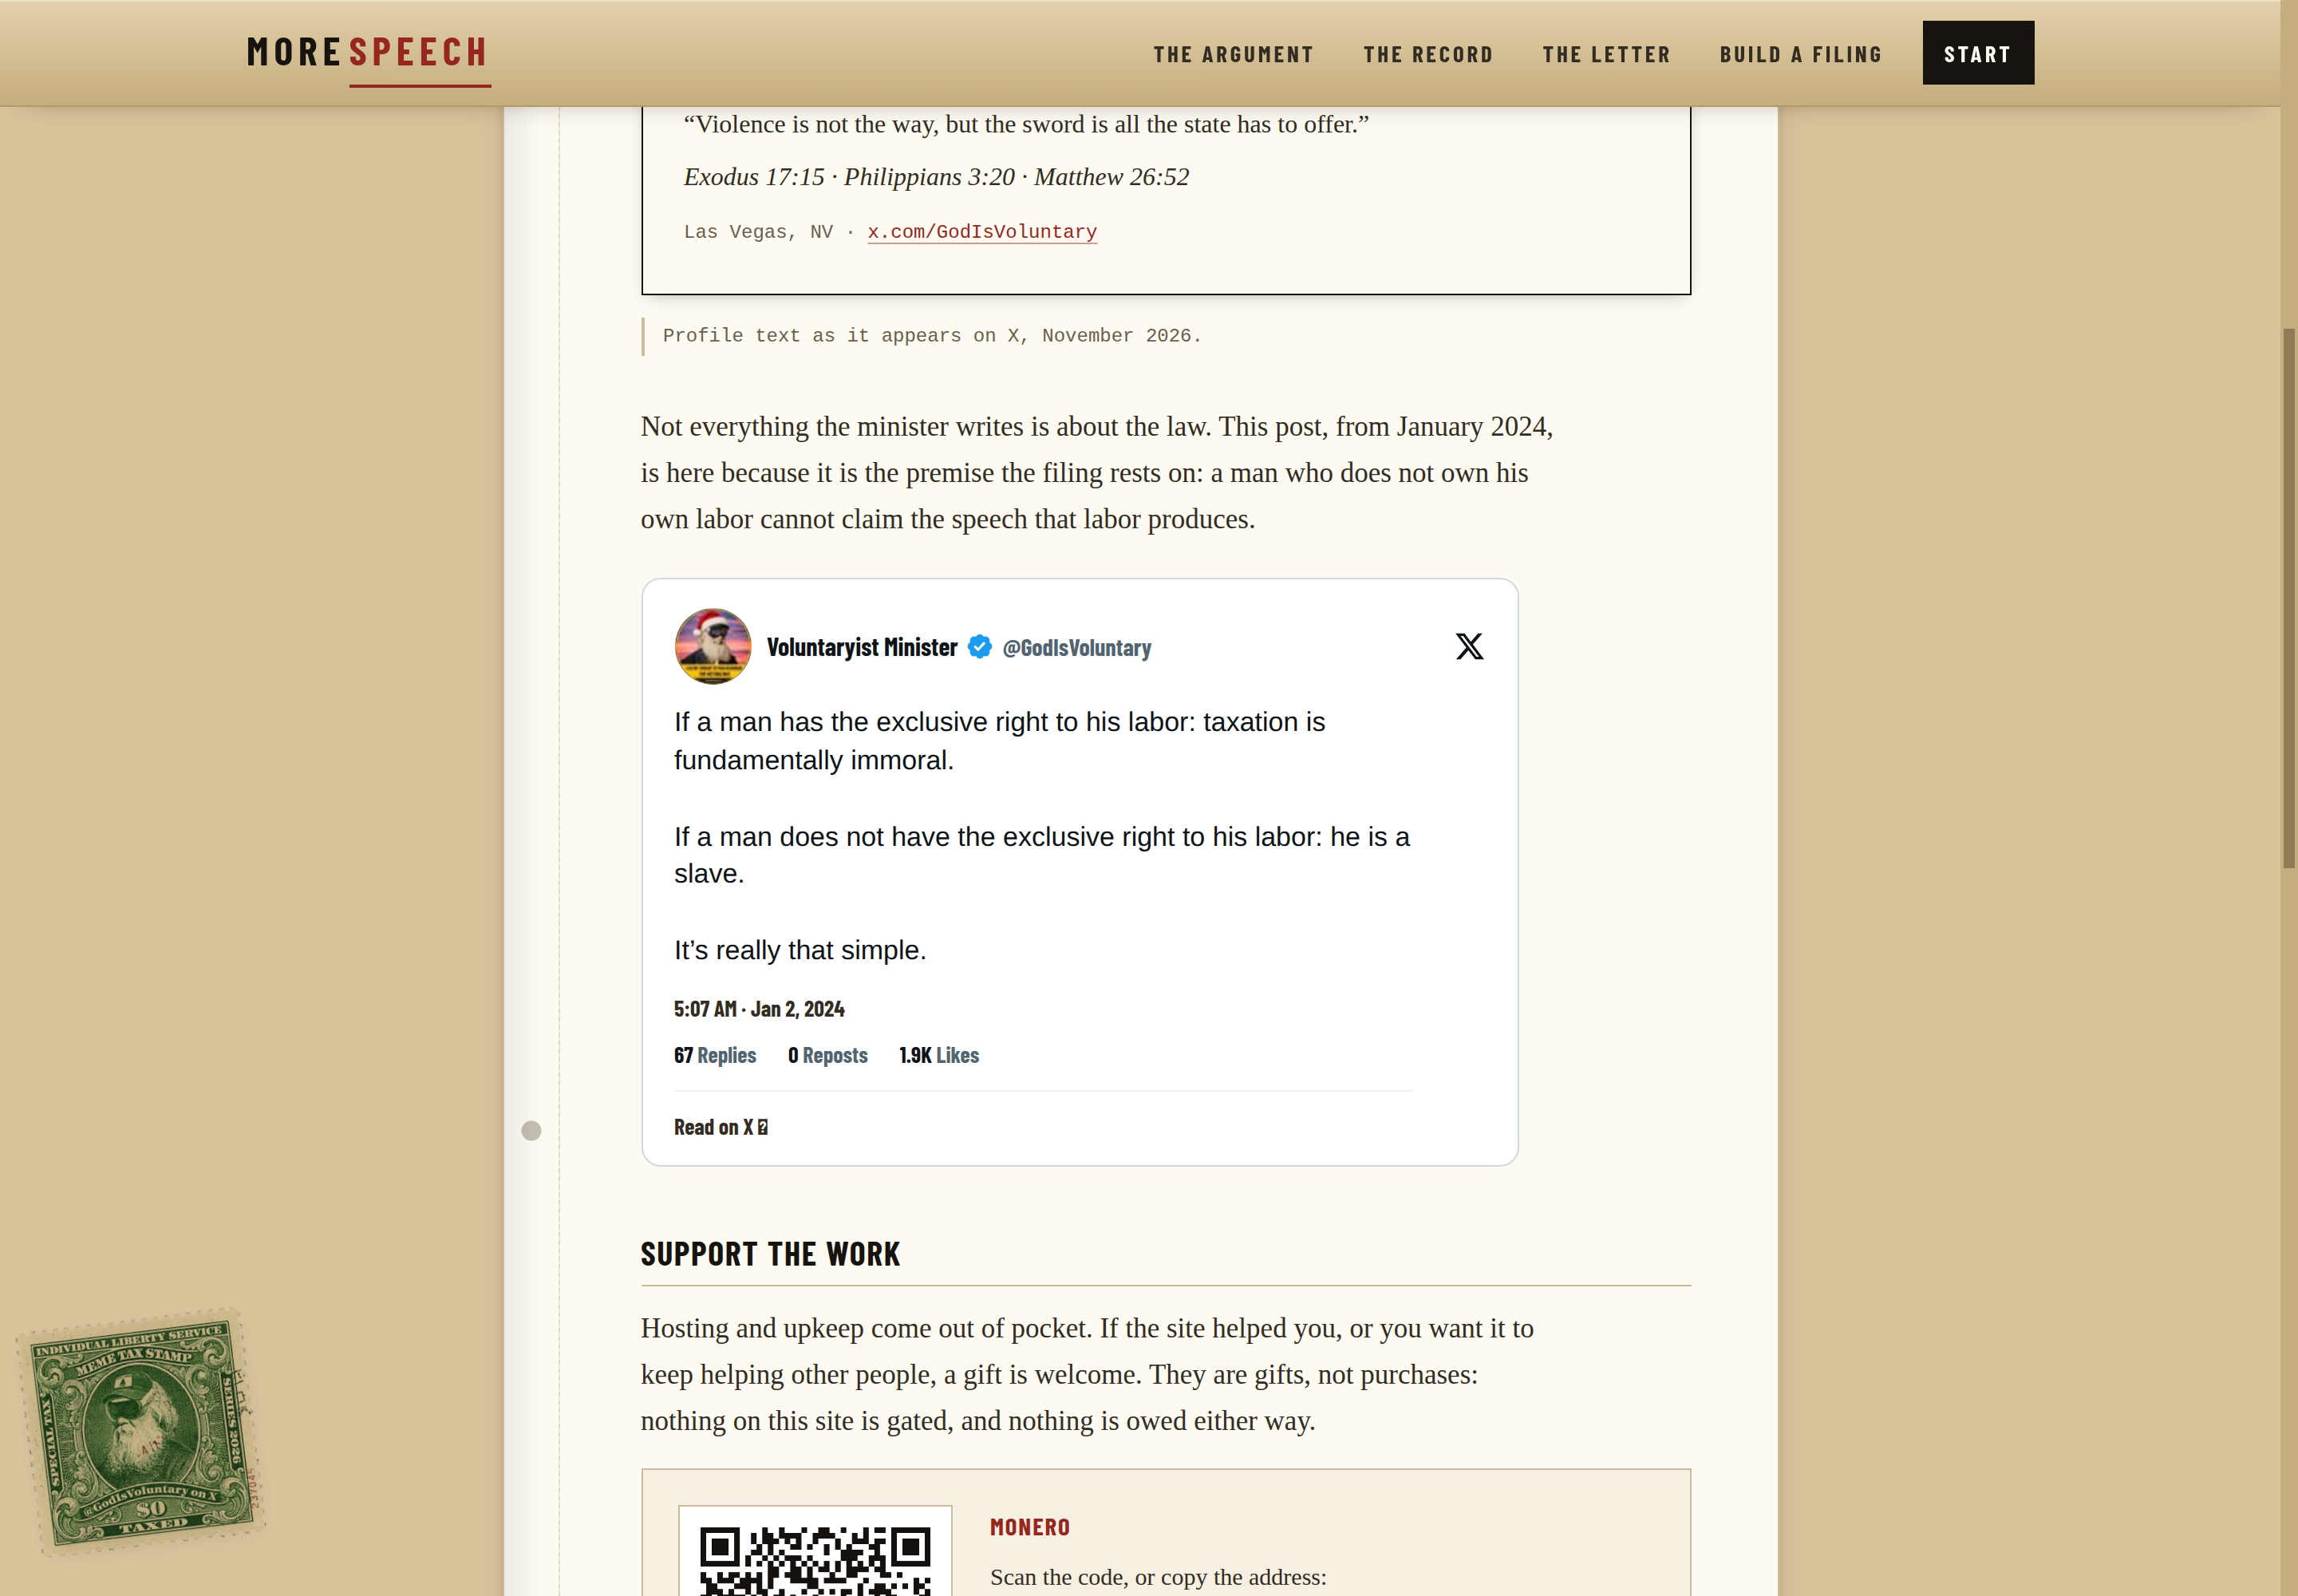 MORE SPEECH
THE ARGUMENT
THE RECORD
THE LETTER
BUILD A FILING
START
“Violence is not the way, but the sword is all the state has to offer.”
Exodus 17:15 · Philippians 3:20 · Matthew 26:52
Las Vegas, NV · x.com/GodIsVoluntary
Profile text as it appears on X, November 2026.
Not everything the minister writes is about the law. This post, from January 2024,
is here because it is the premise the filing rests on: a man who does not own his
own labor cannot claim the speech that labor produces.
Voluntaryist Minister @GodIsVoluntary
If a man has the exclusive right to his labor: taxation is
fundamentally immoral.
If a man does not have the exclusive right to his labor: he is a
slave.
It’s really that simple.
5:07 AM · Jan 2, 2024
67 Replies 0 Reposts 1.9K Likes
Read on X
SUPPORT THE WORK
Hosting and upkeep come out of pocket. If the site helped you, or you want it to
keep helping other people, a gift is welcome. They are gifts, not purchases:
nothing on this site is gated, and nothing is owed either way.
INDIVIDUAL LIBERTY SERVICE
MEME TAX STAMP
SPECIAL TAX
SERIES 2026
@GodIsVoluntary on X
$0
TAXED
MONERO
Scan the code, or copy the address: